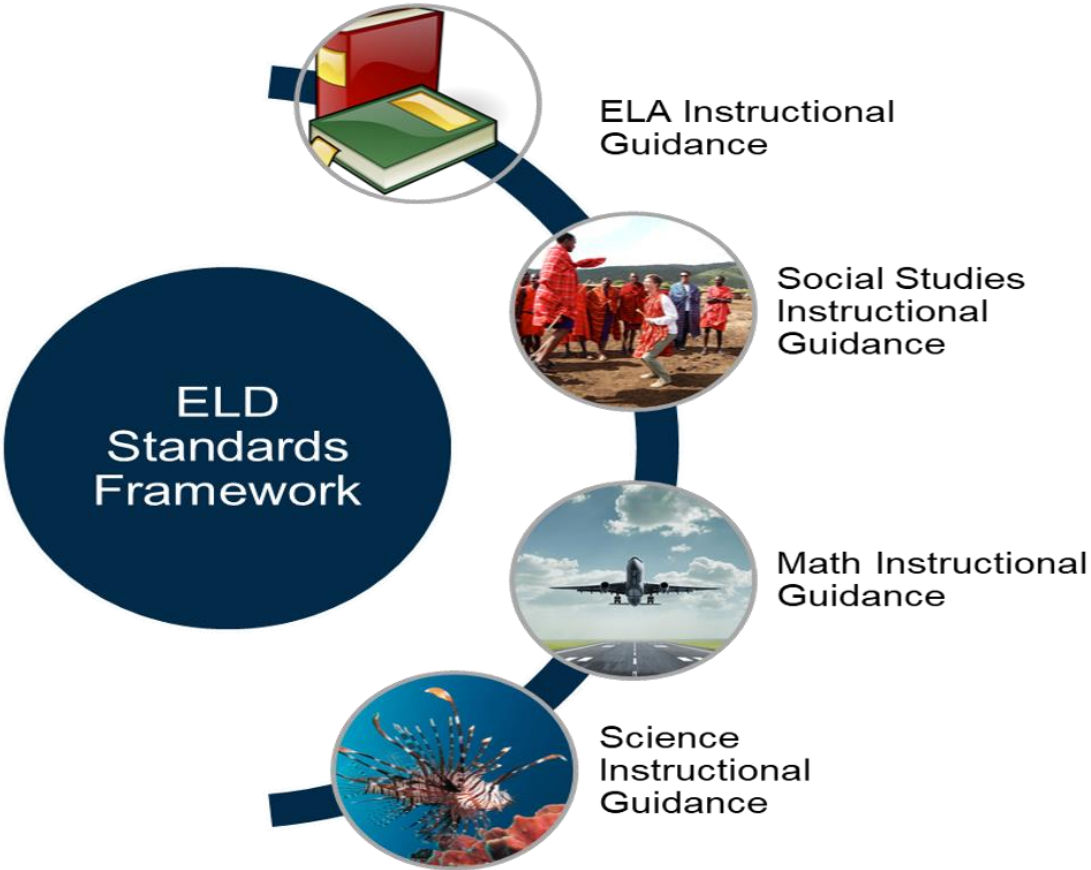 ELA Instructional
Guidance
Social Studies
Instructional
Guidance
ELD
Standards
Framework
Math Instructional
Guidance
Science
Instructional
Guidance